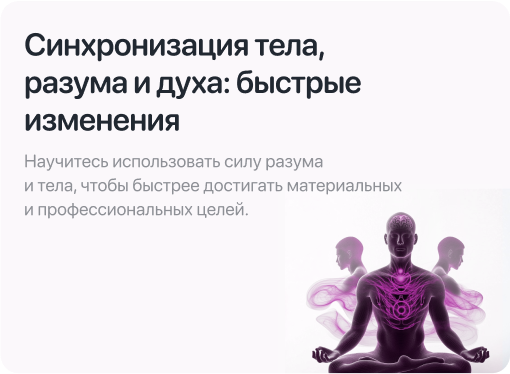 Синхронизация тела,
разума и духа: быстрые
изменения
Научитесь использовать силу разума
и тела, чтобы быстрее достигать материальных
и профессиональных целей.